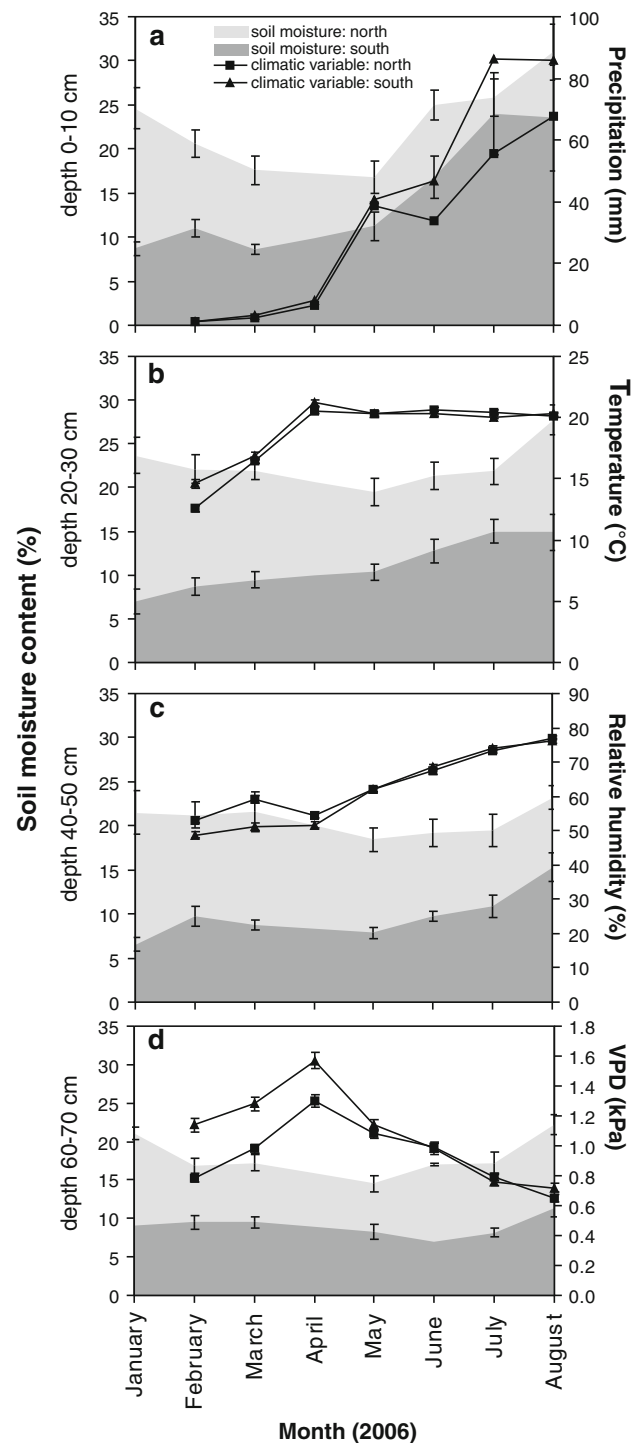 a
soil moisture: north
soil moisture: south
climatic variable: north
climatic variable: south
35
30
25
20
15
10
5
0
depth 0-10 cm
100
80
60
40
20
0
Precipitation (mm)
b
35
30
25
20
15
10
5
0
depth 20-30 cm
25
20
15
10
5
0
Temperature (°C)
Soil moisture content (%)
c
35
30
25
20
15
10
5
0
depth 40-50 cm
90
80
70
60
50
40
30
20
10
0
Relative humidity (%)
d
35
30
25
20
15
10
5
0
depth 60-70 cm
1.8
1.6
1.4
1.2
1.0
0.8
0.6
0.4
0.2
0.0
VPD (kPa)
January
February
March
April
May
June
July
August
Month (2006)